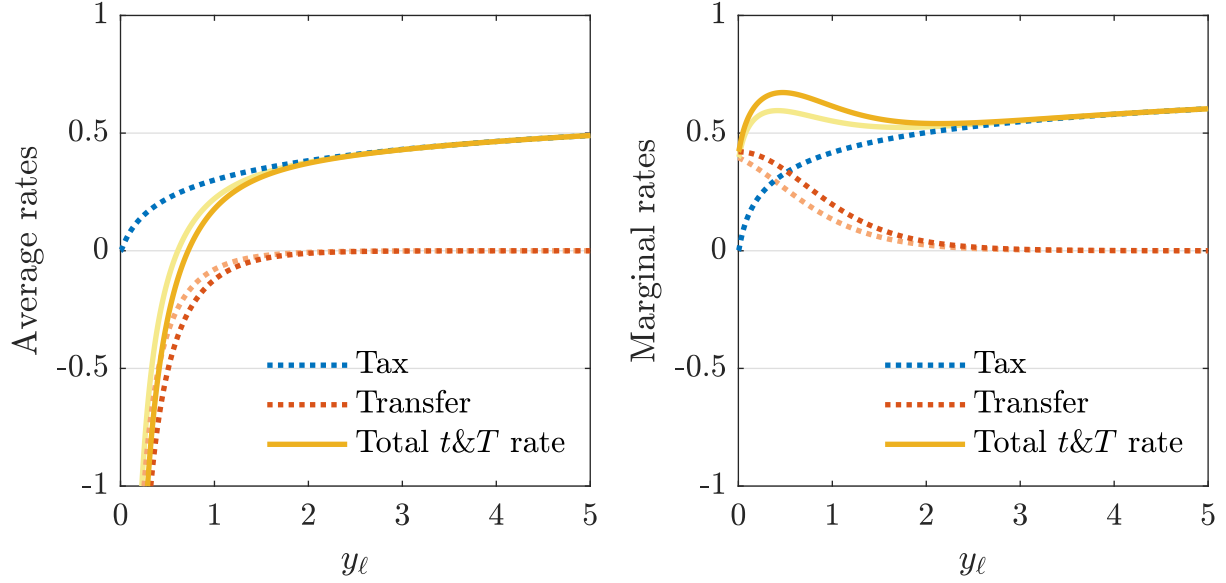 Average rates
1
0.5
0
-0.5
-1
0 1 2 3 4 5
yℓ
Tax
Transfer
Total t&T rate
Marginal rates
1
0.5
0
-0.5
-1
0 1 2 3 4 5
yℓ
Tax
Transfer
Total t&T rate